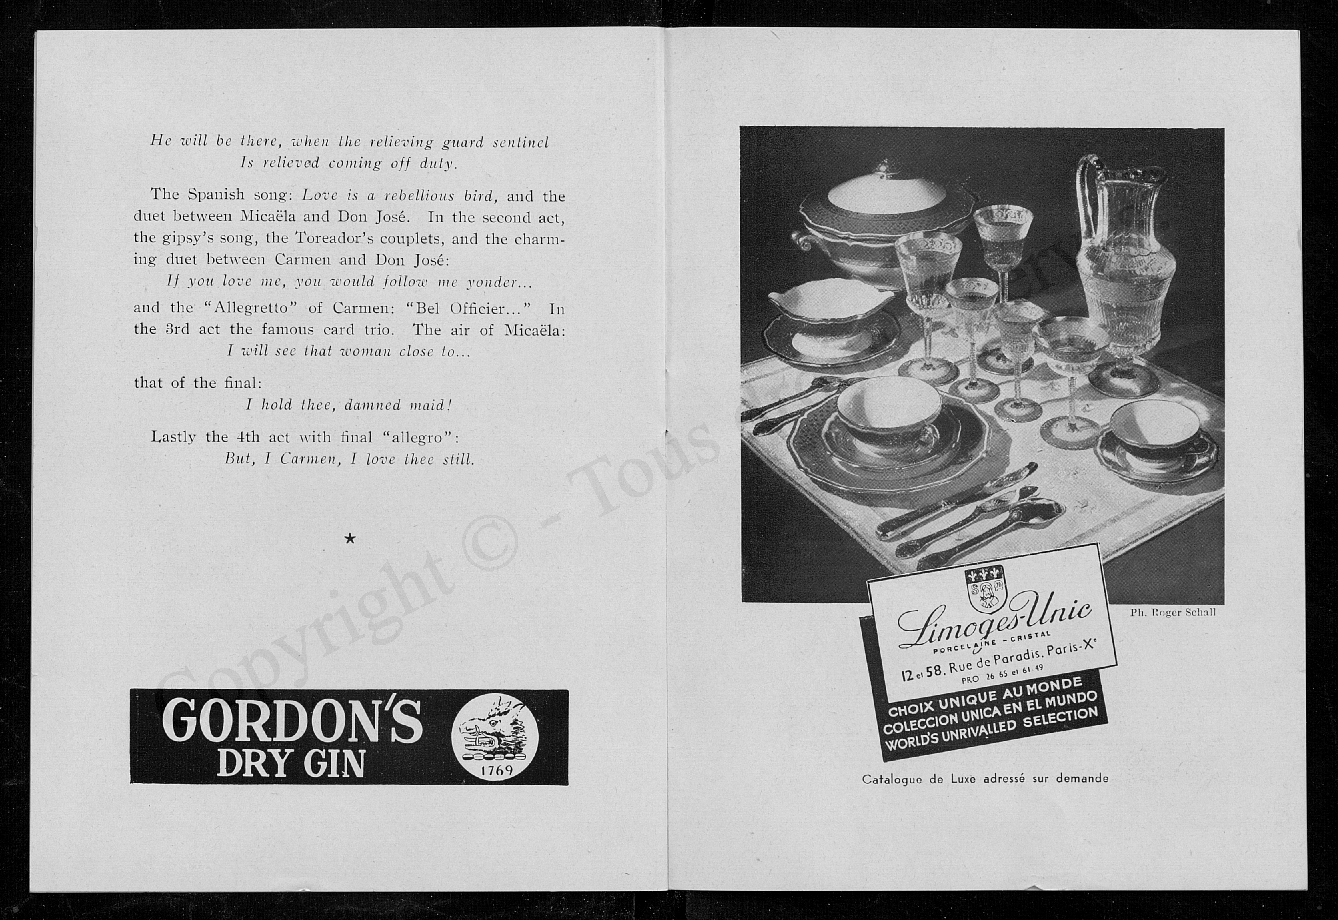 He will be there, when the relieving guard sentinel
Is relieved coming off duty.
The Spanish song: Love is a rebellious bird, and the
duet between Micaëla and Don José. In the second act,
the gipsy's song, the Toreador's couplets, and the charm-
ing duet between Carmen and Don José:
If you love me, you would follow me yonder...
and the “Allegretto” of Carmen: “Bel Officier...” In
the 3rd act the famous card trio. The air of Micaëla:
I will see that woman close to...
that of the final:
I hold thee, damned maid!
Lastly the 4th act with final “allegro”:
But, I Carmen, I love thee still.
Copyright © - Tous
GORDON'S
DRY GIN
1769
Limoges-Unic
PORCELAINE - CRISTAL
12 et 58, Rue de Paradis, Paris-Xe
PRO 26 65 et 61 49
CHOIX UNIQUE AU MONDE
COLECCION UNICA EN EL MUNDO
WORLD'S UNRIVALLED SELECTION
Ph. Roger Schall
Catalogue de Luxe adressé sur demande